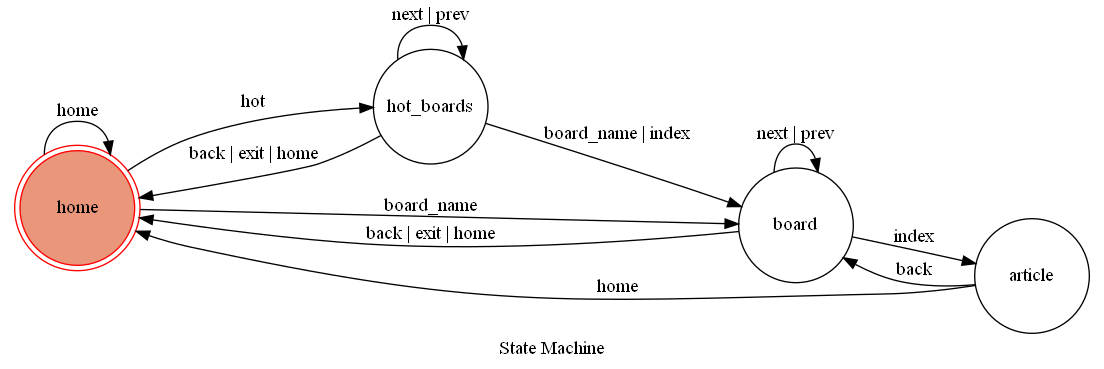 next | prev
hot
home
hot_boards
back | exit | home
board_name | index
next | prev
home
board_name
board
back | exit | home
index
back
article
home
State Machine